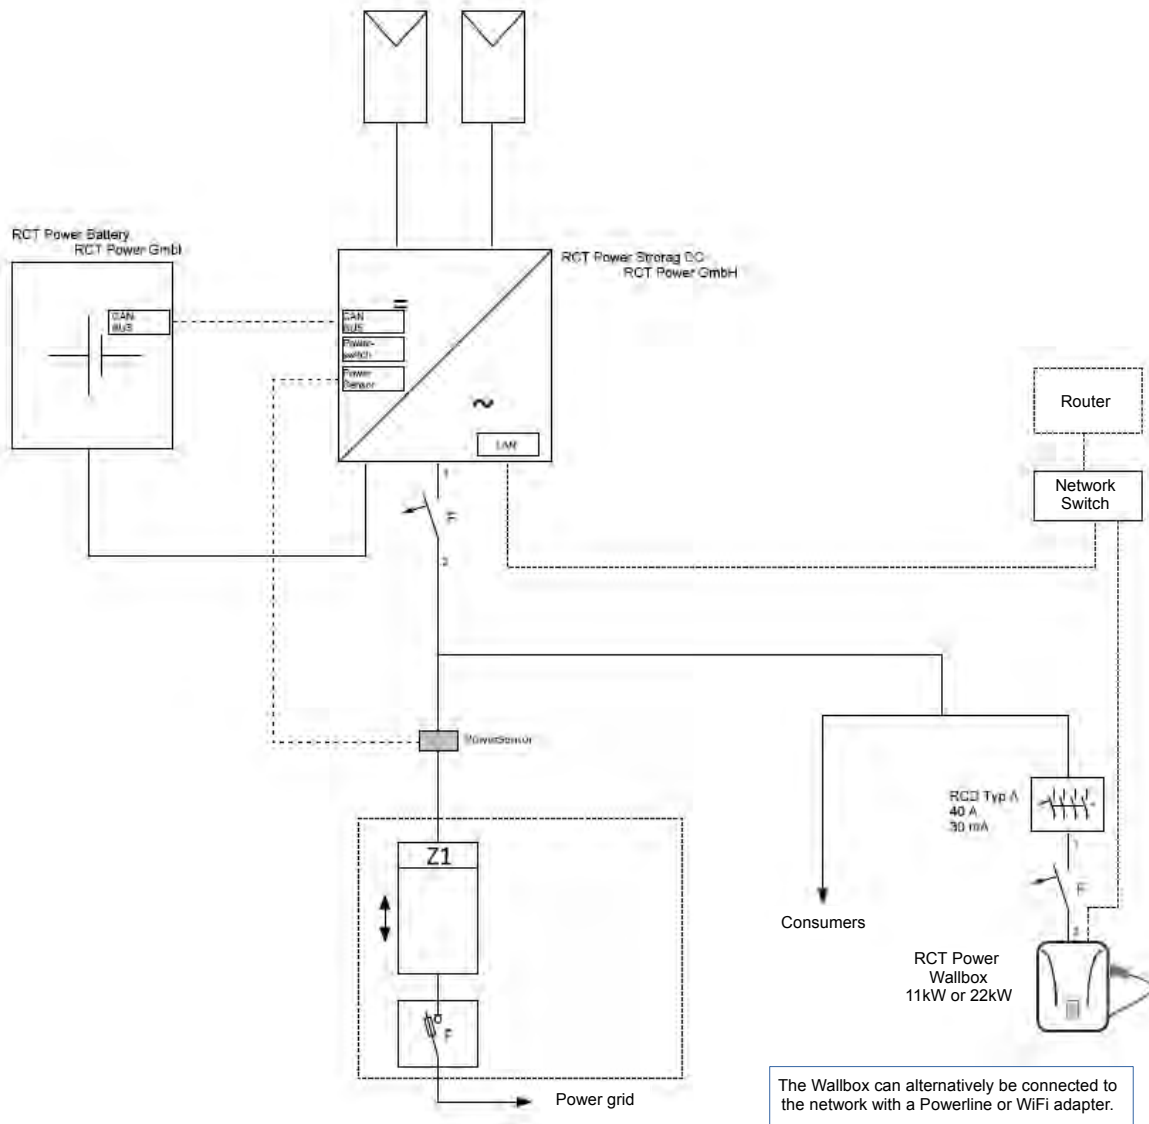 RCT Power Battery
RCT Power Gmbl
RCT Power Strorag DC
RCT Power GmbH
CAN
BUS
CAN
BUS
Power-
switch
Power
Sensor
LAN
Router
Network
Switch
1
F
2
PowerSensor
RCD Typ A
40 A
30 mA
1
F
2
Z1
Consumers
RCT Power
Wallbox
11kW or 22kW
F
The Wallbox can alternatively be connected to
the network with a Powerline or WiFi adapter.
Power grid